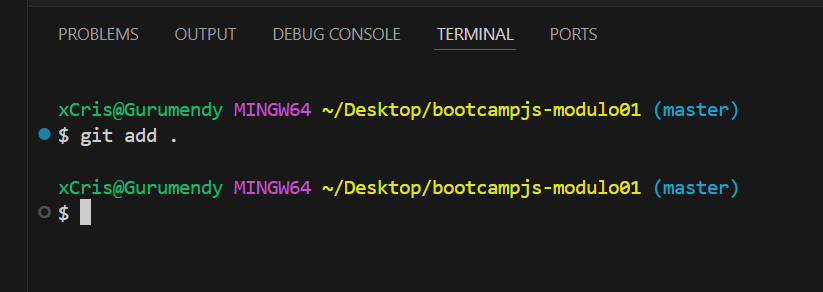 PROBLEMS OUTPUT DEBUG CONSOLE TERMINAL PORTS
xCris@Gurumendy MINGW64 ~/Desktop/bootcampjs-modulo01 (master)
$ git add .
xCris@Gurumendy MINGW64 ~/Desktop/bootcampjs-modulo01 (master)
$